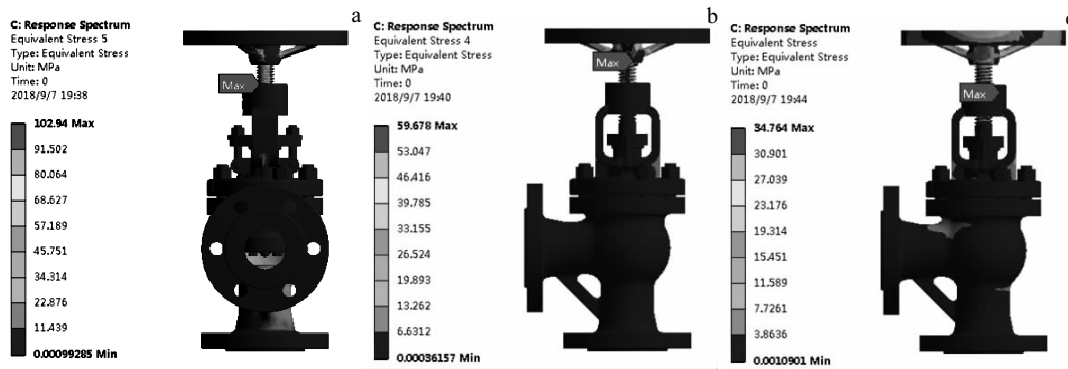 a
C: Response Spectrum
Equivalent Stress 5
Type: Equivalent Stress
Unit: MPa
Time: 0
2018/9/7 19:38
Max
102.94 Max
91.502
80.064
68.627
57.189
45.751
34.314
22.876
11.439
0.00099285 Min
b
C: Response Spectrum
Equivalent Stress 4
Type: Equivalent Stress
Unit: MPa
Time: 0
2018/9/7 19:40
Max
59.678 Max
53.047
46.416
39.785
33.155
26.524
19.893
13.262
6.6312
0.00036157 Min
C: Response Spectrum
Equivalent Stress
Type: Equivalent Stress
Unit: MPa
Time: 0
2018/9/7 19:44
Max
34.764 Max
30.901
27.039
23.176
19.314
15.451
11.589
7.7261
3.8636
0.0010901 Min